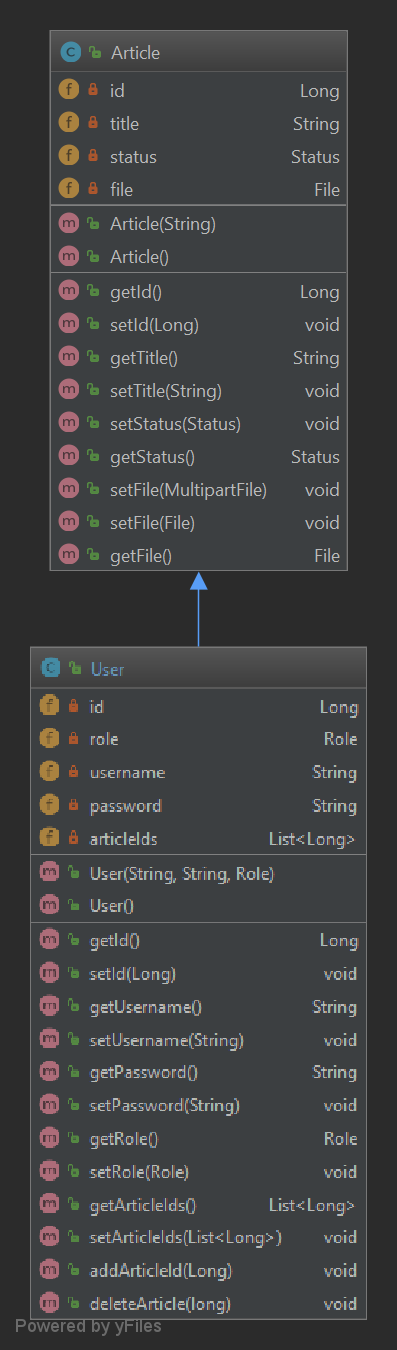 Article
id Long
title String
status Status
file File
Article(String)
Article()
getId() Long
setId(Long) void
getTitle() String
setTitle(String) void
setStatus(Status) void
getStatus() Status
setFile(MultipartFile) void
setFile(File) void
getFile() File
User
id Long
role Role
username String
password String
articleIds List<Long>
User(String, String, Role)
User()
getId() Long
setId(Long) void
getUsername() String
setUsername(String) void
getPassword() String
setPassword(String) void
getRole() Role
setRole(Role) void
getArticleIds() List<Long>
setArticleIds(List<Long>) void
addArticleId(Long) void
deleteArticle(long) void
Powered by yFiles